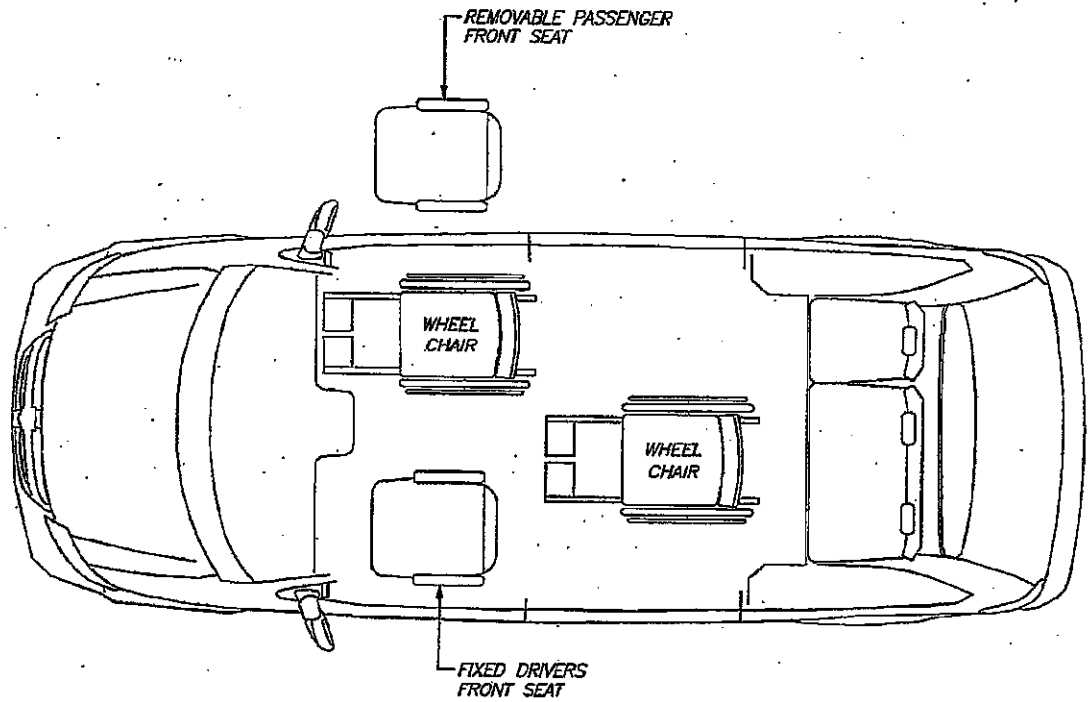 REMOVABLE PASSENGER
FRONT SEAT
WHEEL
CHAIR
WHEEL
CHAIR
FIXED DRIVERS
FRONT SEAT